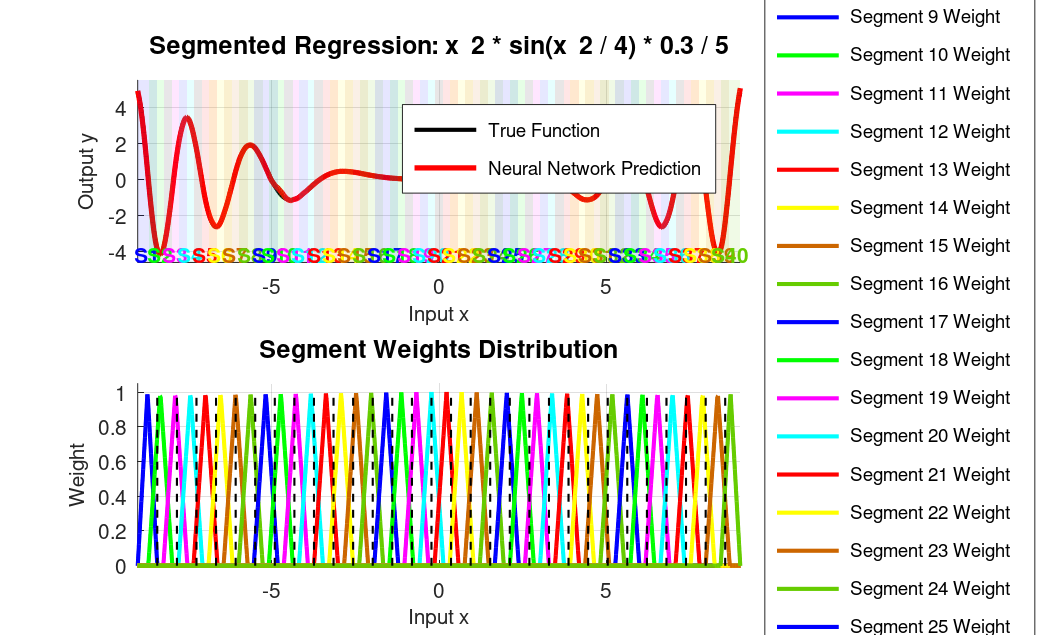 Segmented Regression: x 2 * sin(x 2 / 4) * 0.3 / 5
4
2
0
-2
-4
Output y
True Function
Neural Network Prediction
-5
0
5
Input x
Segment Weights Distribution
1
0.8
0.6
0.4
0.2
0
Weight
-5
0
5
Input x
Segment 9 Weight
Segment 10 Weight
Segment 11 Weight
Segment 12 Weight
Segment 13 Weight
Segment 14 Weight
Segment 15 Weight
Segment 16 Weight
Segment 17 Weight
Segment 18 Weight
Segment 19 Weight
Segment 20 Weight
Segment 21 Weight
Segment 22 Weight
Segment 23 Weight
Segment 24 Weight
Segment 25 Weight